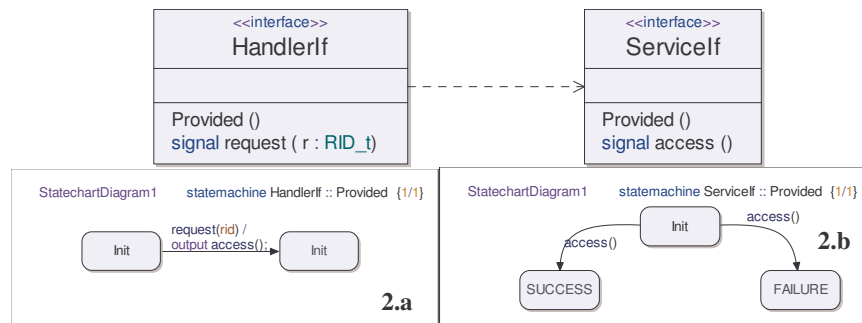 <<interface>>
HandlerIf
Provided ()
signal request ( r : RID_t)
<<interface>>
ServiceIf
Provided ()
signal access ()
StatechartDiagram1 statemachine HandlerIf :: Provided {1/1}
Init
request(rid) /
output access();
Init
2.a
StatechartDiagram1 statemachine ServiceIf :: Provided {1/1}
Init
access()
access()
SUCCESS
FAILURE
2.b